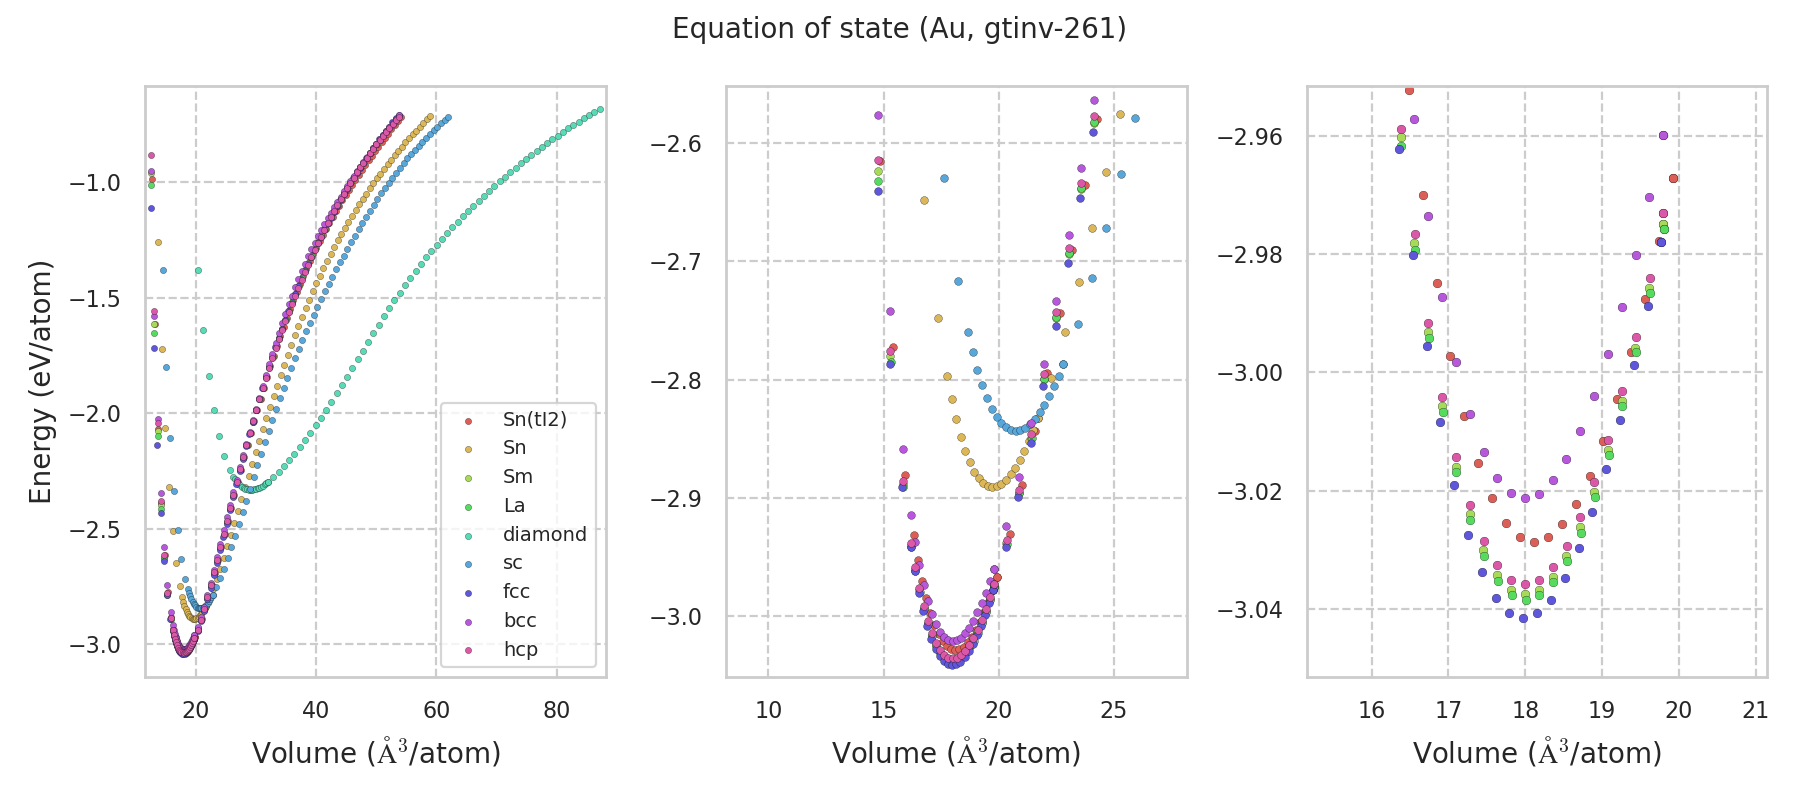 Equation of state (Au, gtinv-261)
Energy (eV/atom)
−1.0
−1.5
−2.0
−2.5
−3.0
20 40 60 80
Volume (Å³/atom)
Sn(tI2)
Sn
Sm
La
diamond
sc
fcc
bcc
hcp
−2.6
−2.7
−2.8
−2.9
−3.0
10 15 20 25
Volume (Å³/atom)
−2.96
−2.98
−3.00
−3.02
−3.04
16 17 18 19 20 21
Volume (Å³/atom)